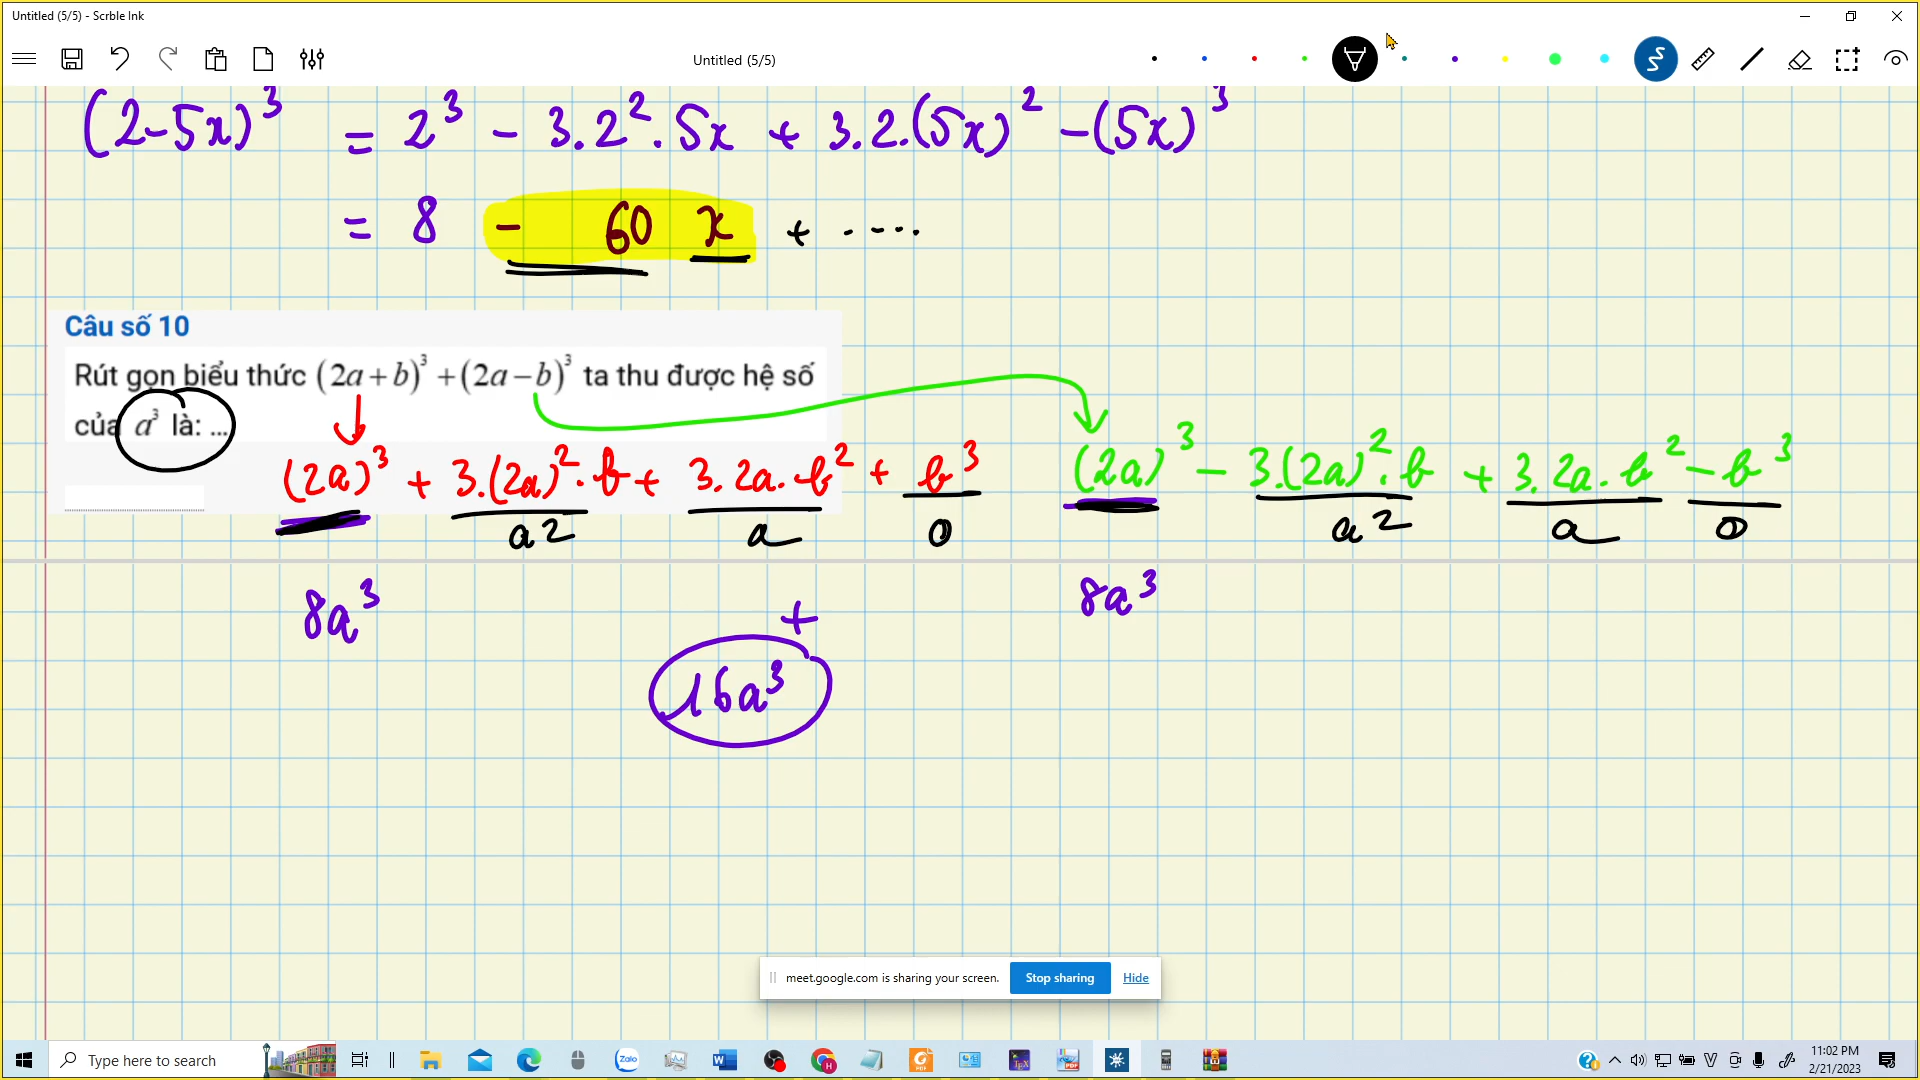 Untitled (5/5) - Scrble Ink
Untitled (5/5)
(2-5x)³ = 2³ - 3.2².5x + 3.2.(5x)² -(5x)³
= 8 - 60 x + ....
Câu số 10
Rút gọn biểu thức (2a+b)³ +(2a-b)³ ta thu được hệ số
của a³ là: ...
(2a)³ + 3.(2a)².b + 3.2a.b² + b³ (2a)³ - 3.(2a)².b + 3.2a.b² - b³
a² a 0 a² a 0
8a³ + 8a³
16a³
meet.google.com is sharing your screen. Stop sharing Hide
Type here to search
11:02 PM
2/21/2023